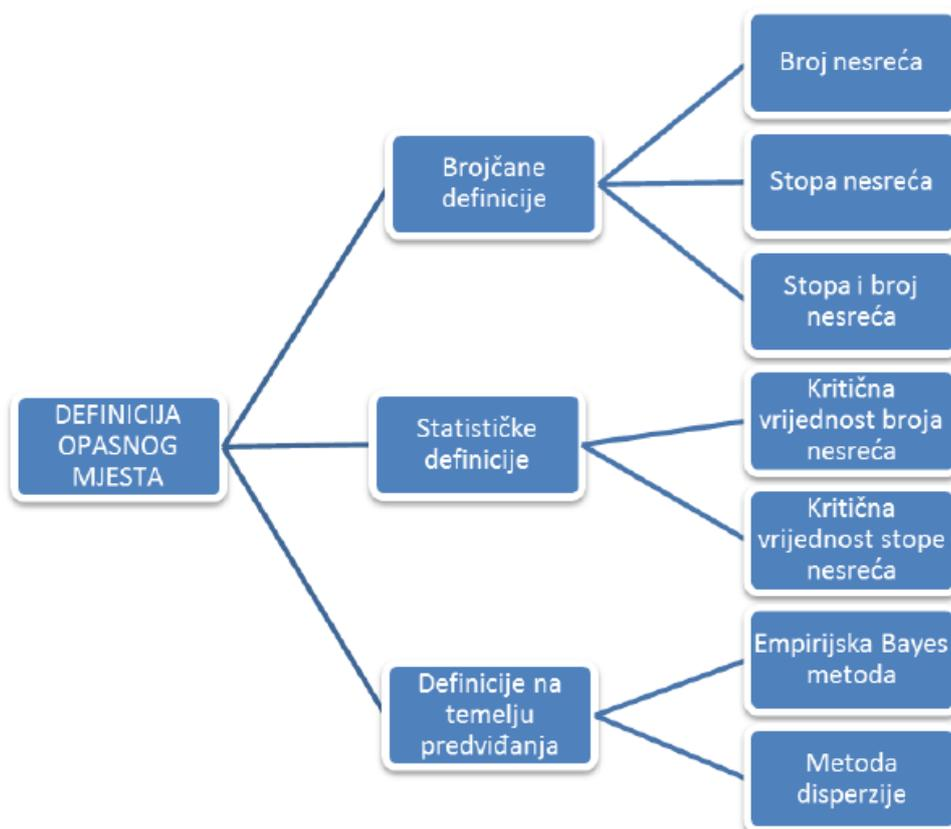 DEFINICIJA
OPASNOG
MJESTA
Brojčane
definicije
Broj nesreća
Stopa nesreća
Stopa i broj
nesreća
Statističke
definicije
Kritična
vrijednost broja
nesreća
Kritična
vrijednost stope
nesreća
Definicije na
temelju
predviđanja
Empirijska Bayes
metoda
Metoda
disperzije